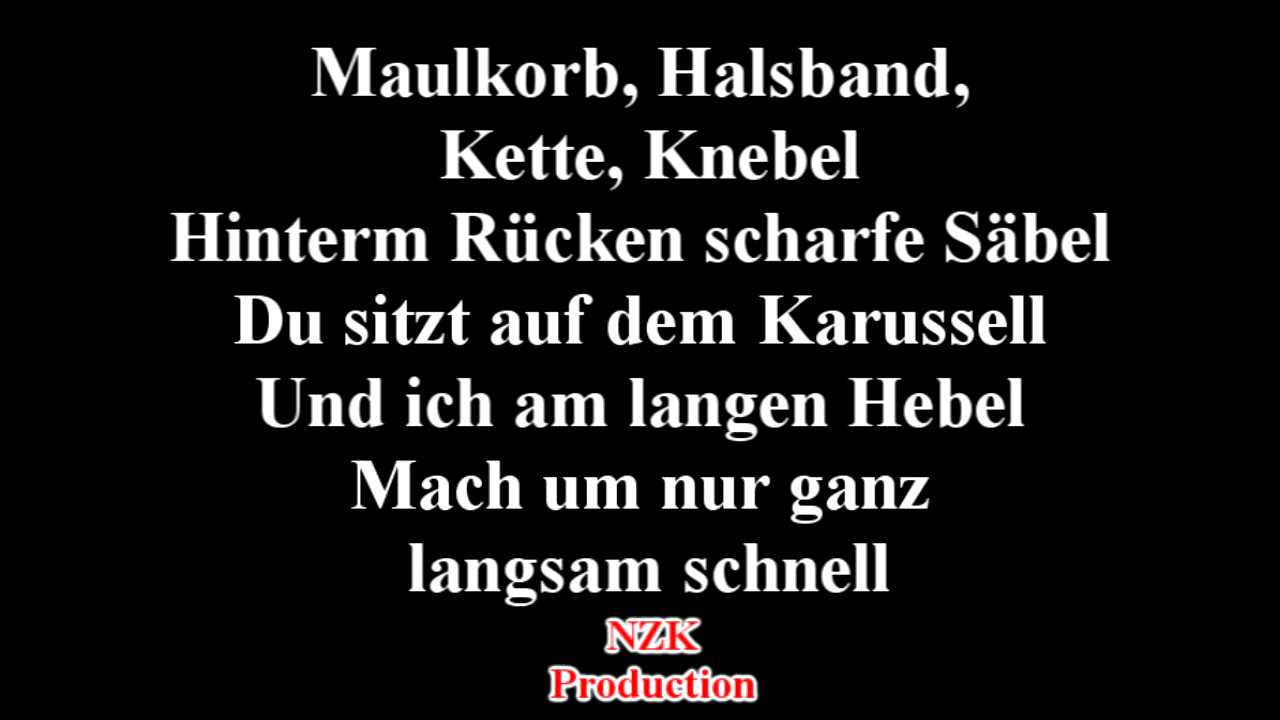 Maulkorb, Halsband,
Kette, Knebel
Hinterm Rücken scharfe Säbel
Du sitzt auf dem Karussell
Und ich am langen Hebel
Mach um nur ganz
langsam schnell
NZK
Production